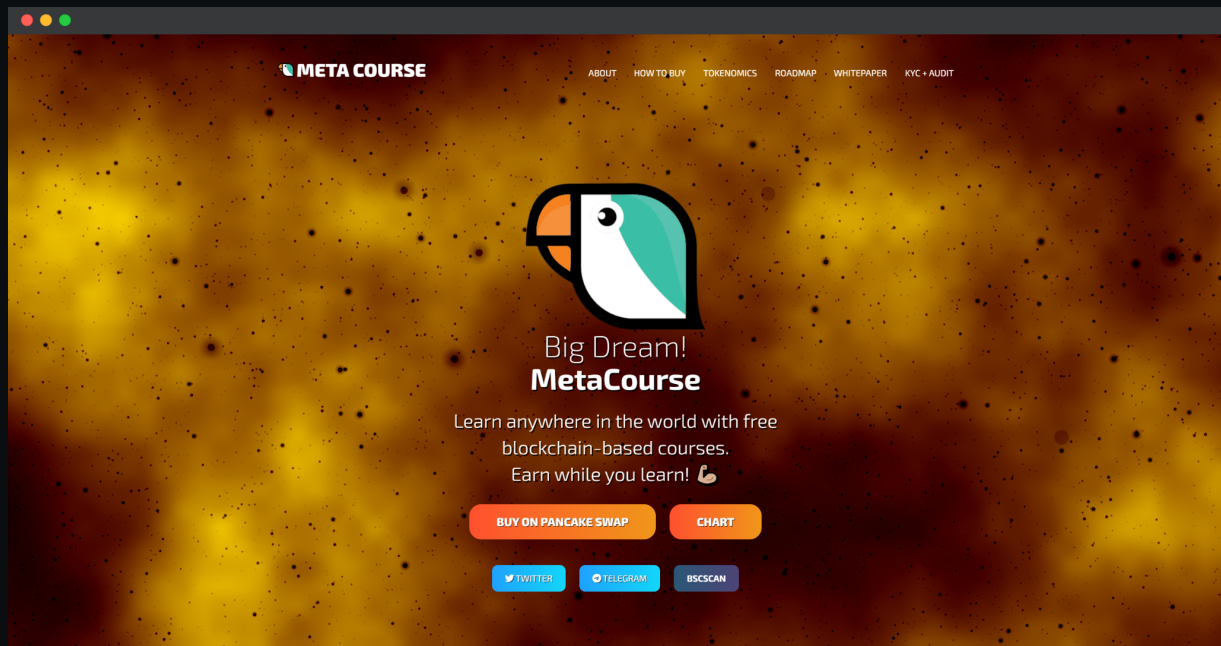 META COURSE
ABOUT HOW TO BUY TOKENOMICS ROADMAP WHITEPAPER KYC + AUDIT
Big Dream!
MetaCourse
Learn anywhere in the world with free
blockchain-based courses.
Earn while you learn! 💪🏼
BUY ON PANCAKE SWAP CHART
TWITTER TELEGRAM BSCSCAN